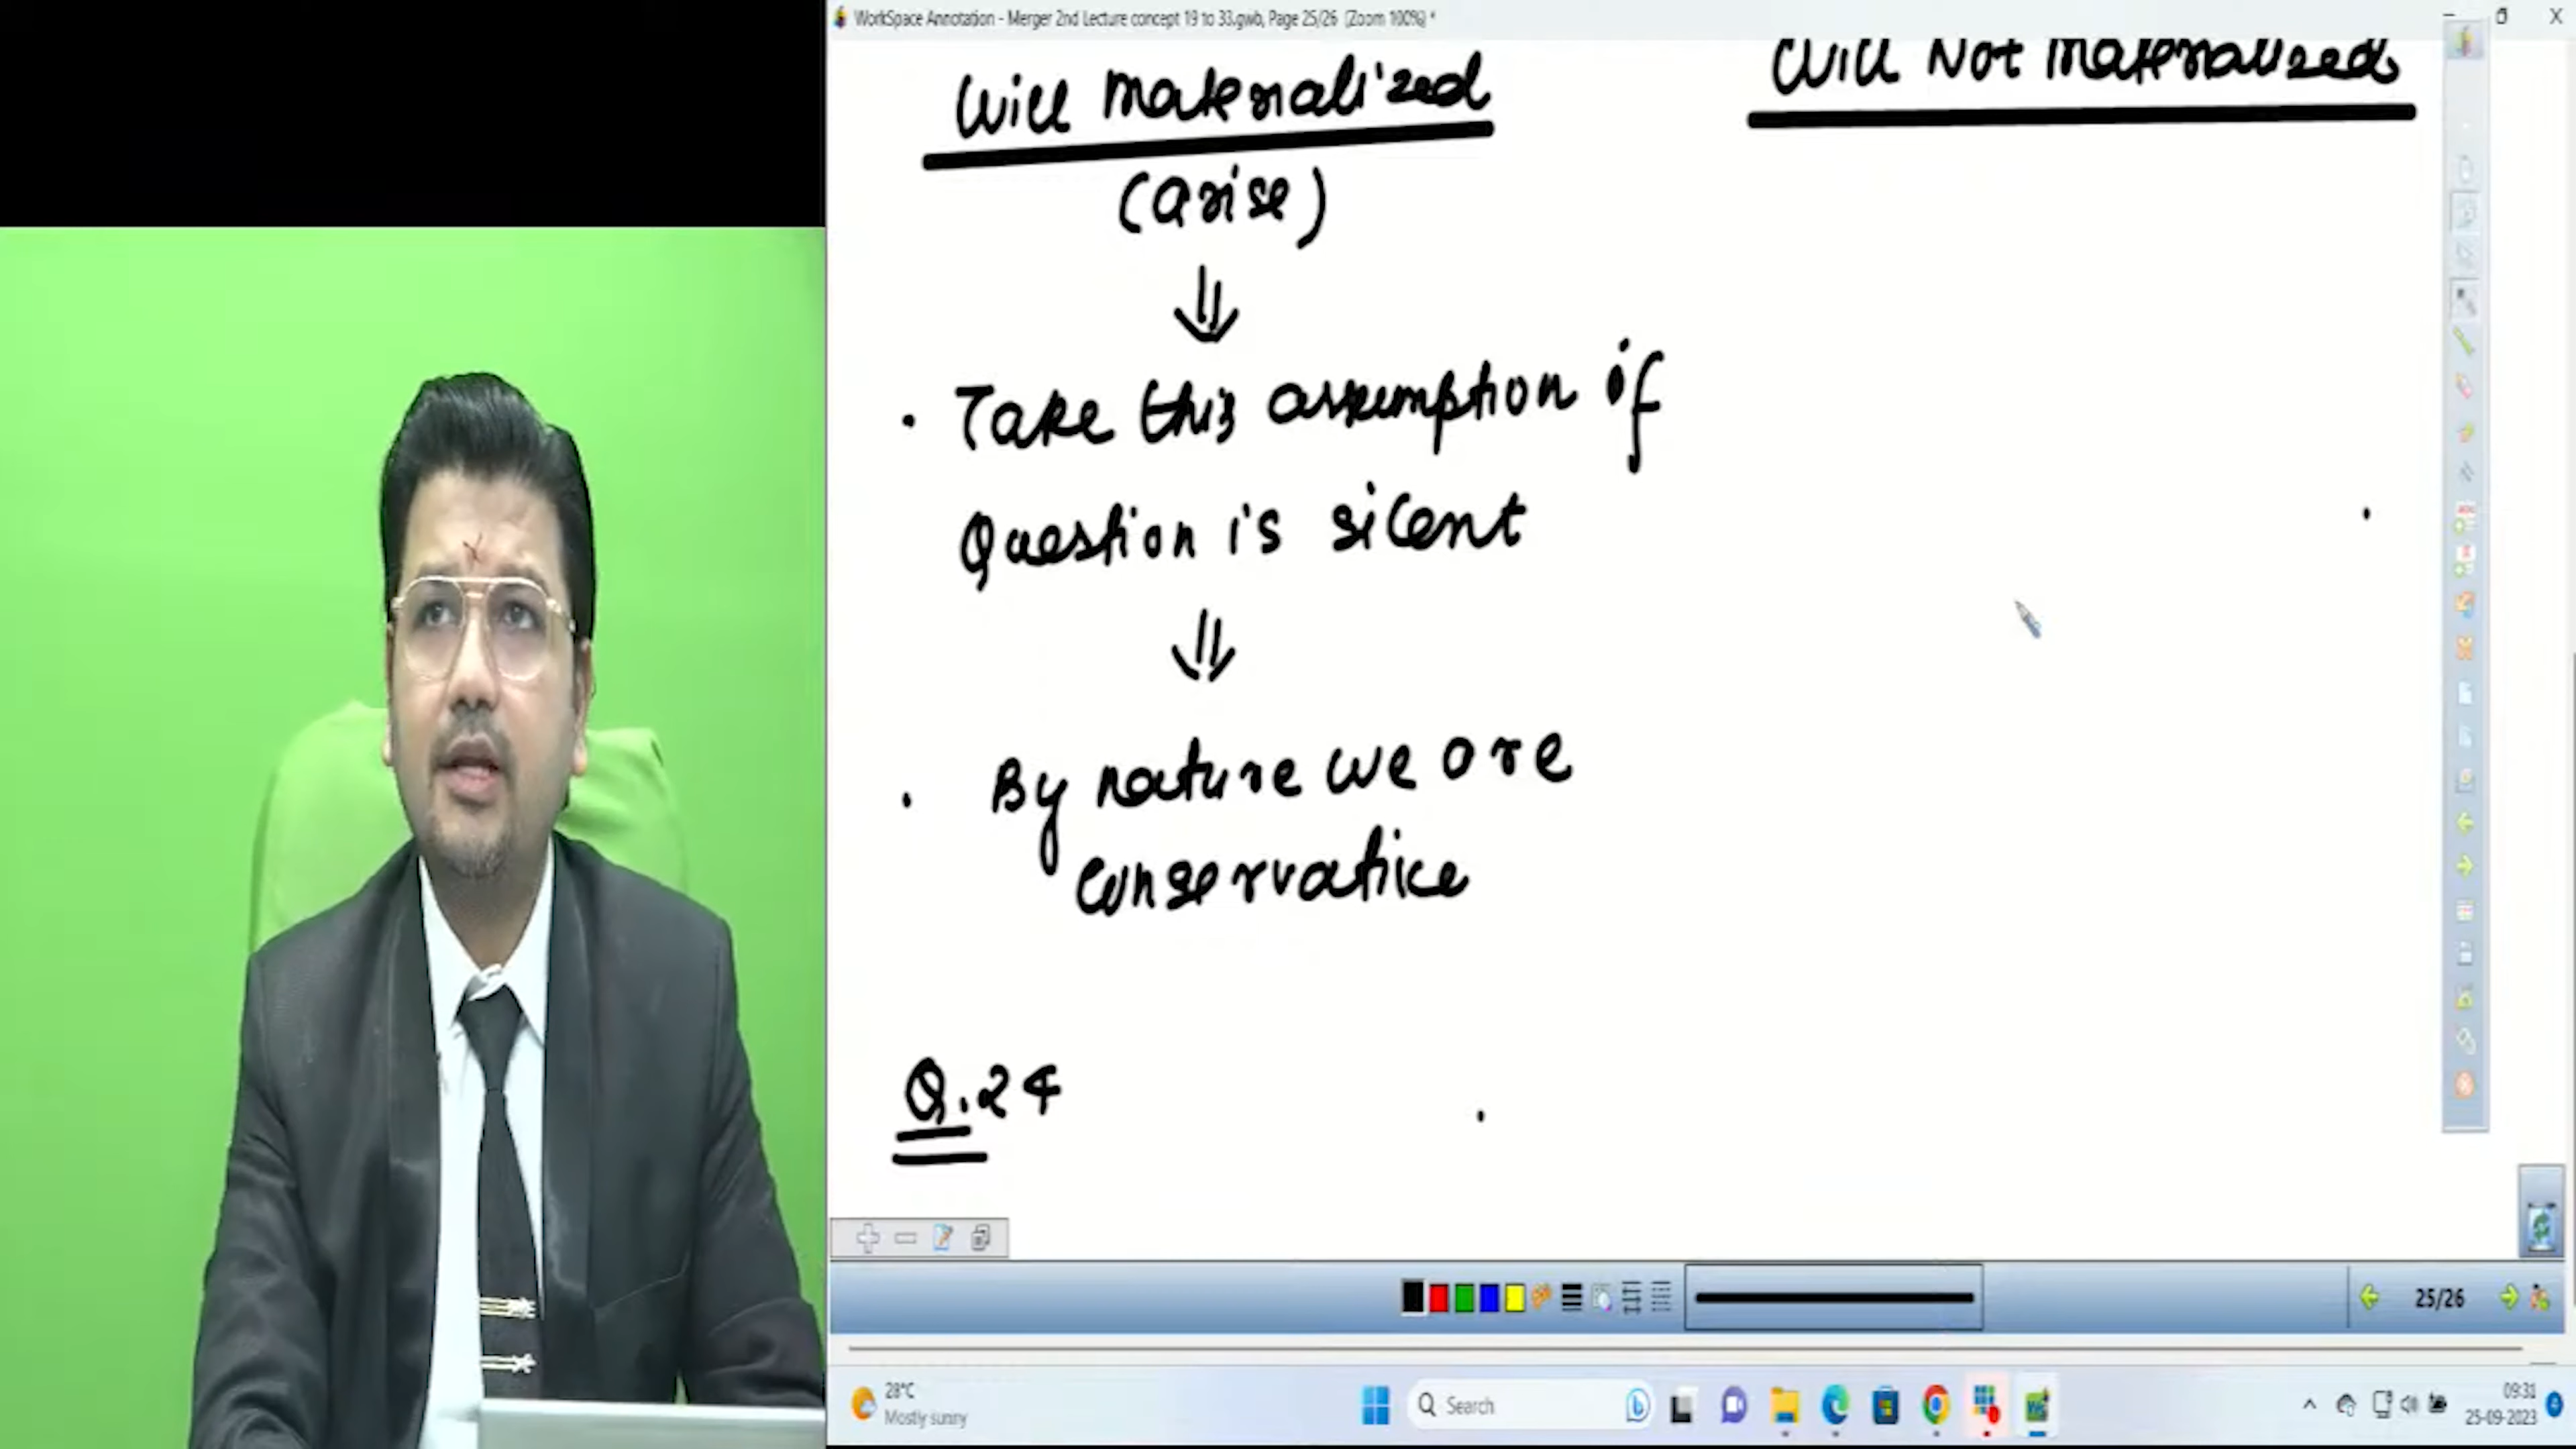 WorkSpace Annotation - Merger 2nd Lecture concept 19 to 33.gwb, Page 25/26 (Zoom 100%) *
Will Materialized
Will Not Materialized
(arise)
. Take this assumption if
Question is silent
. By nature we are
conservative
Q.24
25/26
28°C
Mostly sunny
Search
09:31
25-09-2023